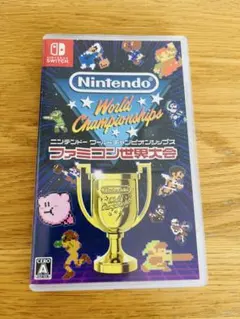 NINTENDO
SWITCH
Nintendo
World
Championships
ニンテンドー ワールドチャンピオンシップス
ファミコン世界大会
CERO
A